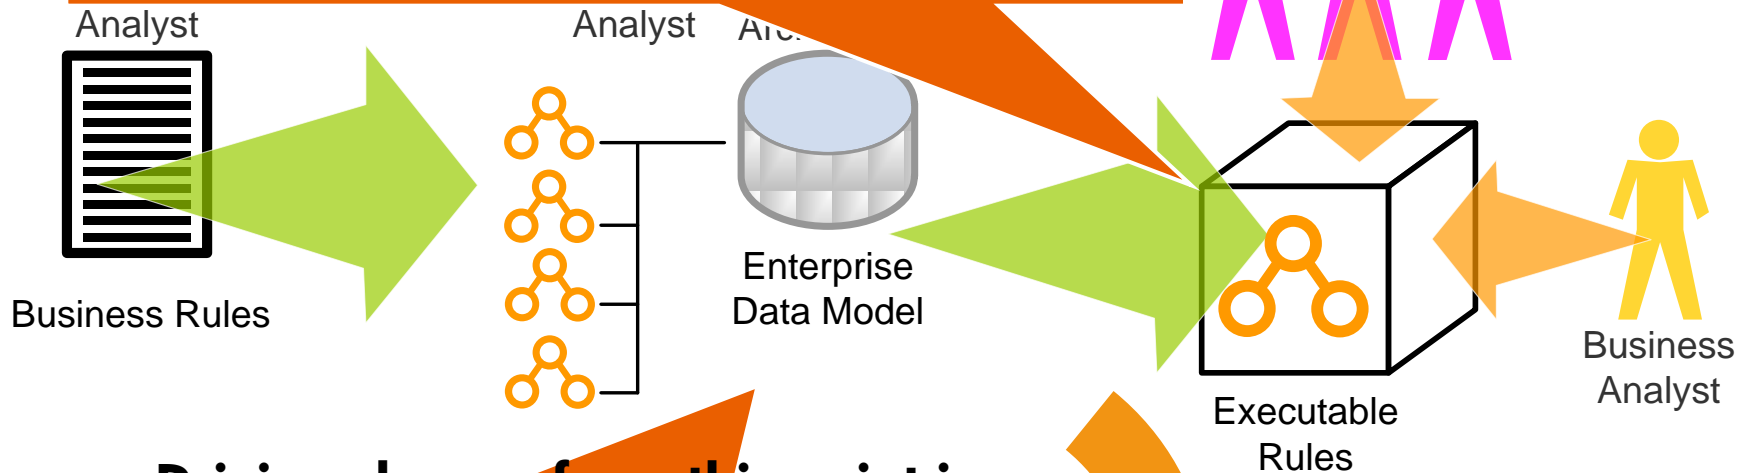 Analyst
Analyst
Business Rules
Enterprise
Data Model
Business
Analyst
Executable
Rules